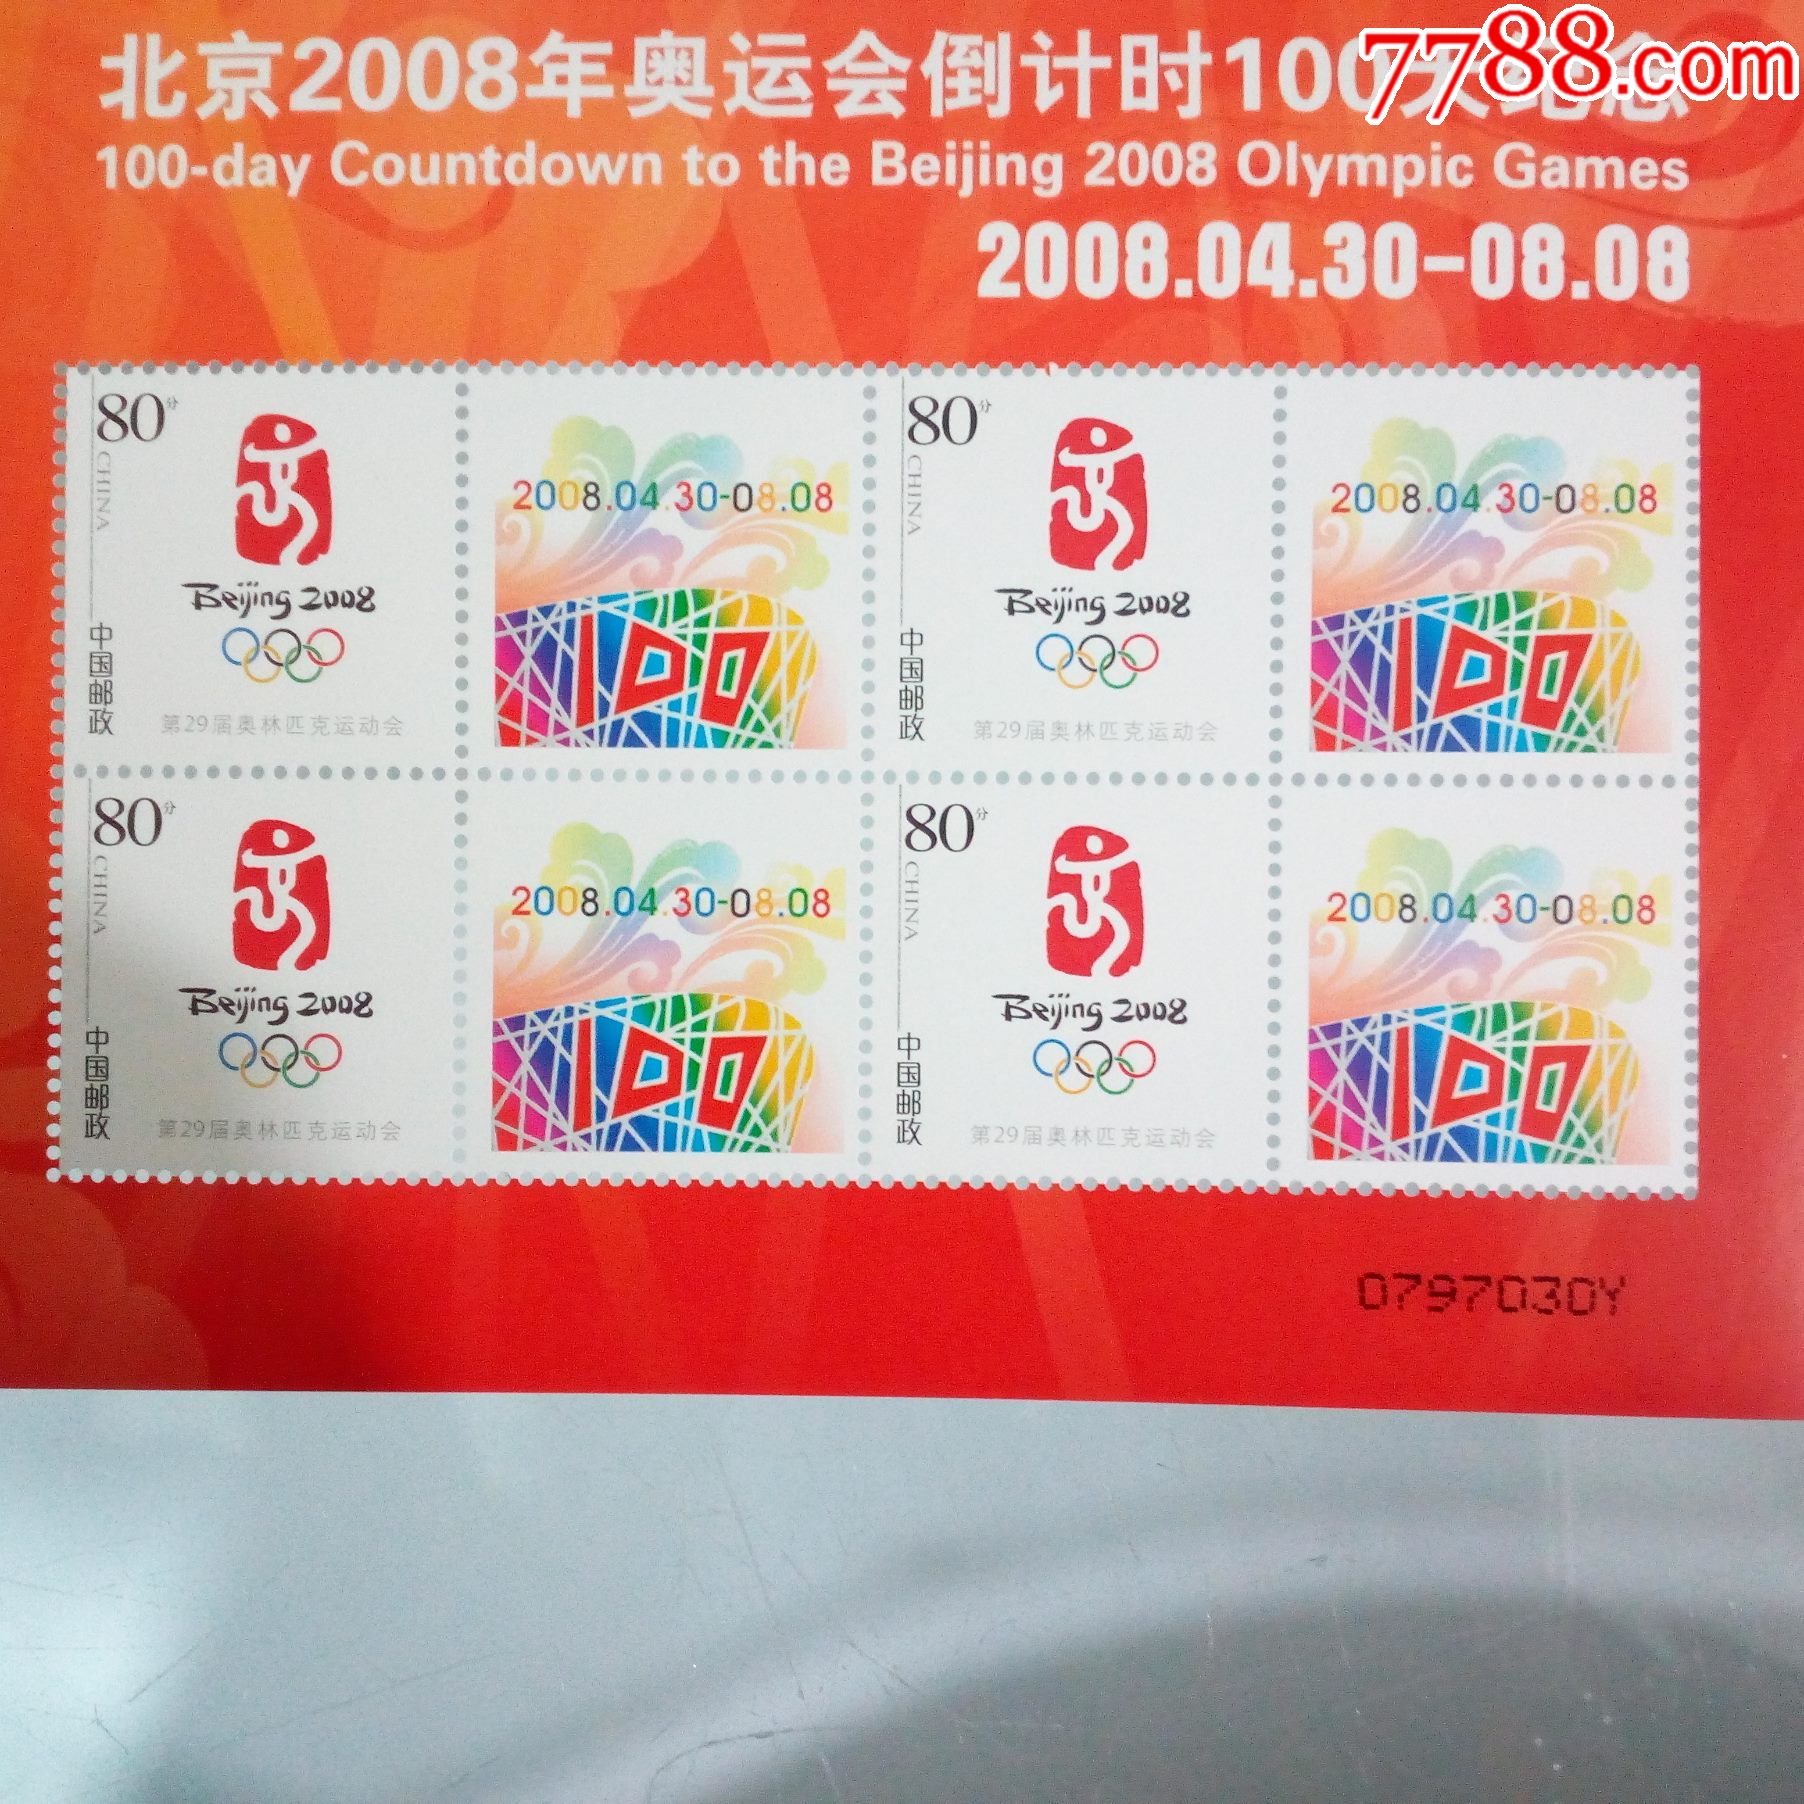 7788.com
北京2008年奥运会倒计时100天纪念
100-day Countdown to the Beijing 2008 Olympic Games
2008.04.30-08.08
80分
CHINA
中国邮政
Beijing 2008
第29届奥林匹克运动会
2008.04.30-08.08
100
80分
CHINA
中国邮政
Beijing 2008
第29届奥林匹克运动会
2008.04.30-08.08
100
80分
CHINA
中国邮政
Beijing 2008
第29届奥林匹克运动会
2008.04.30-08.08
100
80分
CHINA
中国邮政
Beijing 2008
第29届奥林匹克运动会
2008.04.30-08.08
100
0797030Y